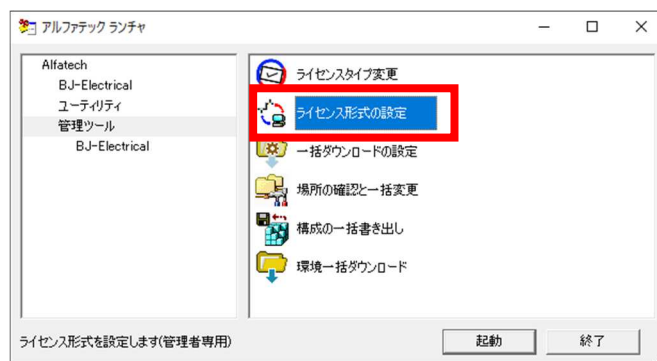 アルファテック ランチャ
Alfatech
BJ-Electrical
ユーティリティ
管理ツール
BJ-Electrical
ライセンスタイプ変更
ライセンス形式の設定
一括ダウンロードの設定
場所の確認と一括変更
構成の一括書き出し
環境一括ダウンロード
ライセンス形式を設定します(管理者専用)
起動
終了